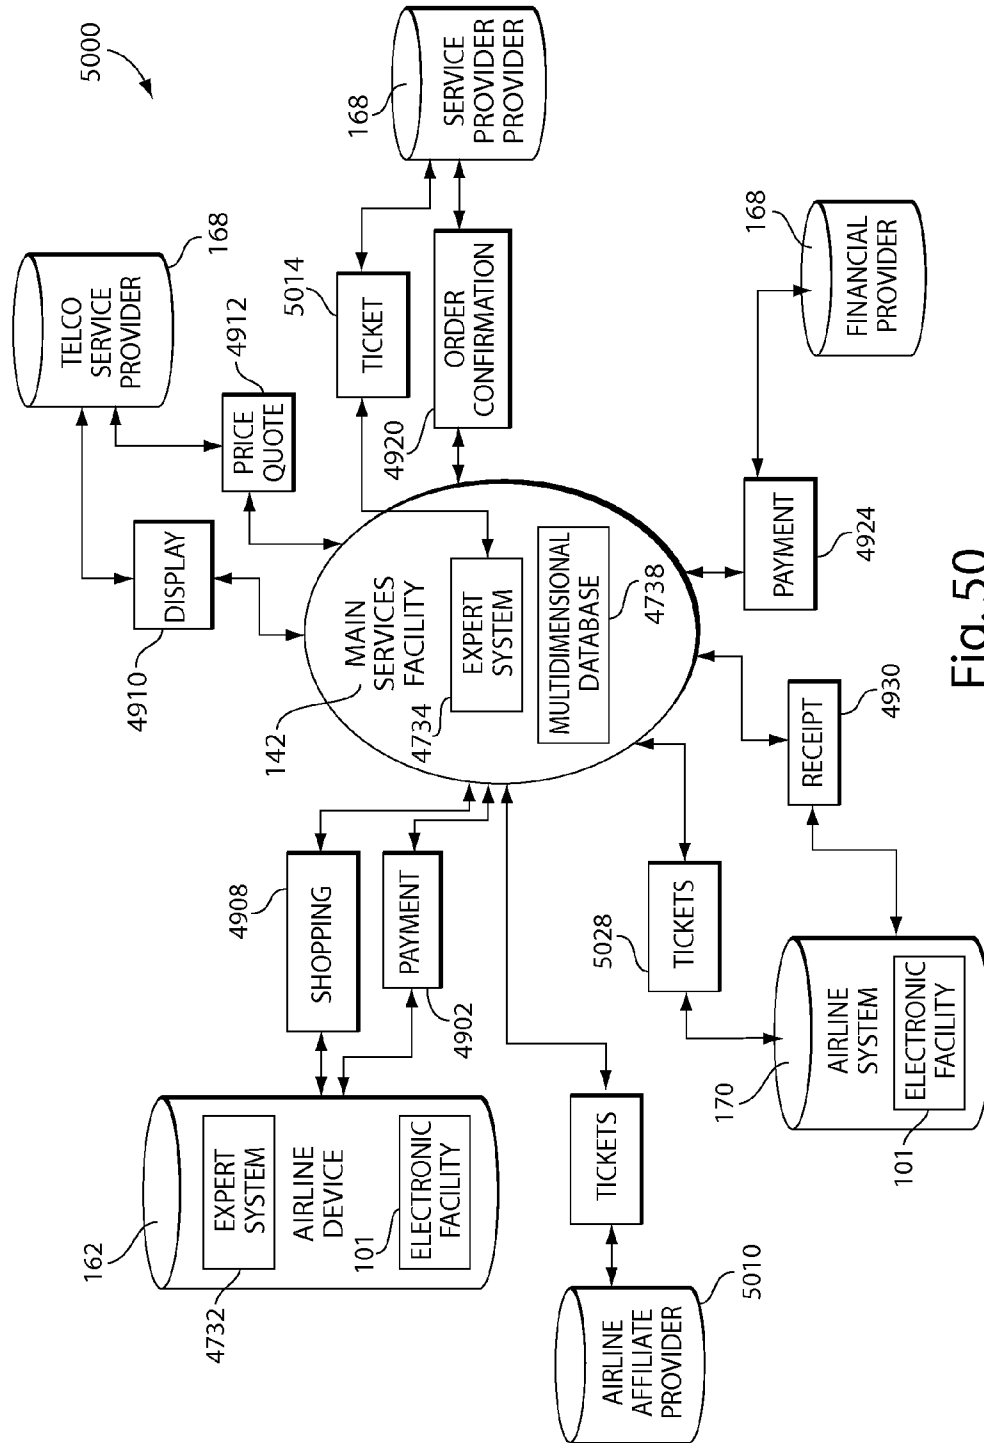 5000
TELCO
SERVICE
PROVIDER
168
SERVICE
PROVIDER
PROVIDER
168
FINANCIAL
PROVIDER
168
DISPLAY
4910
PRICE
QUOTE
4912
TICKET
5014
ORDER
CONFIRMATION
4920
PAYMENT
4924
MAIN
SERVICES
FACILITY
142
EXPERT
SYSTEM
4734
MULTIDIMENSIONAL
DATABASE
4738
SHOPPING
4908
PAYMENT
4902
TICKETS
5028
RECEIPT
4930
162
EXPERT
SYSTEM
4732
AIRLINE
DEVICE
101
ELECTRONIC
FACILITY
TICKETS
AIRLINE
AFFILIATE
PROVIDER
5010
AIRLINE
SYSTEM
170
ELECTRONIC
FACILITY
101
Fig.50